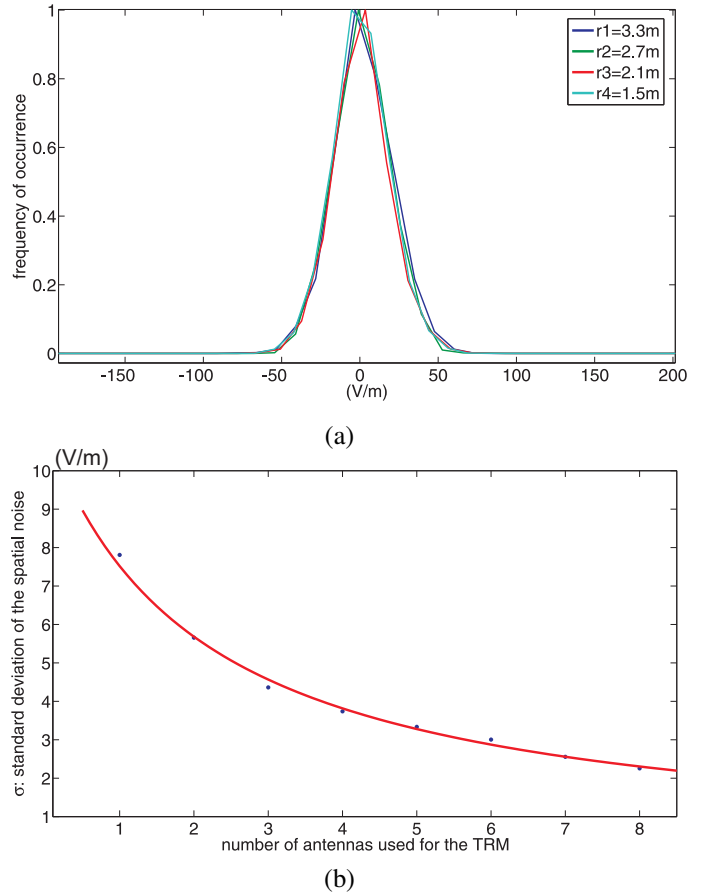 1
0.8
0.6
0.4
0.2
0
frequency of occurrence
r1=3.3m
r2=2.7m
r3=2.1m
r4=1.5m
-150 -100 -50 0 50 100 150 200
(V/m)
(a)
(V/m)
10
9
8
7
6
5
4
3
2
1
σ: standard deviation of the spatial noise
1 2 3 4 5 6 7 8
number of antennas used for the TRM
(b)